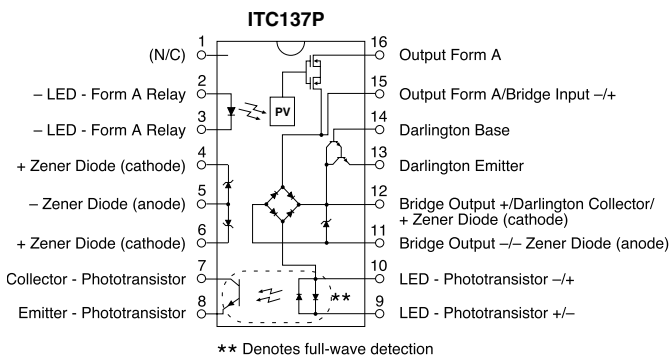 ITC137P
1
(N/C)
16
Output Form A
2
– LED - Form A Relay
15
Output Form A/Bridge Input –/+
PV
3
– LED - Form A Relay
14
Darlington Base
4
+ Zener Diode (cathode)
13
Darlington Emitter
5
– Zener Diode (anode)
12
Bridge Output +/Darlington Collector/
+ Zener Diode (cathode)
6
+ Zener Diode (cathode)
11
Bridge Output –/– Zener Diode (anode)
7
Collector - Phototransistor
10
LED - Phototransistor –/+
8
Emitter - Phototransistor
**
9
LED - Phototransistor +/–
** Denotes full-wave detection